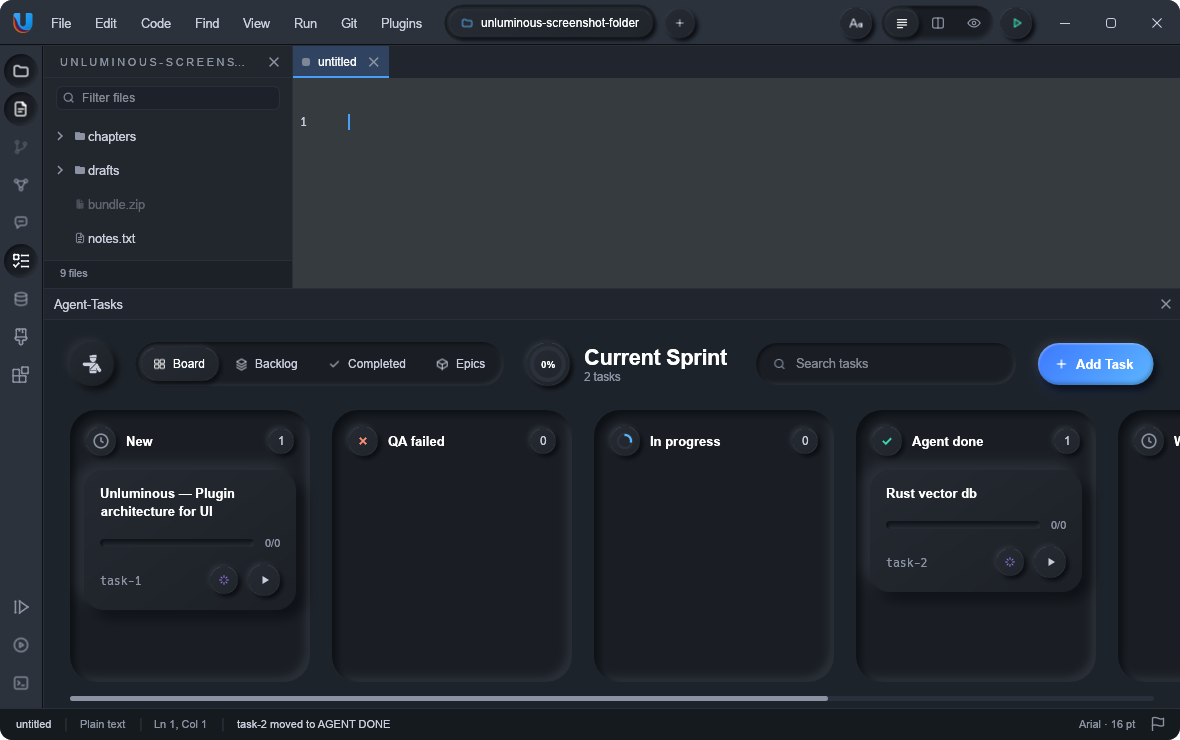 File Edit Code Find View Run Git Plugins unluminous-screenshot-folder
UNLUMINOUS-SCREENS...
untitled
Filter files
1
chapters
drafts
bundle.zip
notes.txt
9 files
Agent-Tasks
Board Backlog Completed Epics
0%
Current Sprint
2 tasks
Search tasks
+ Add Task
New 1
Unluminous — Plugin
architecture for UI
0/0
task-1
QA failed 0
In progress 0
Agent done 1
Rust vector db
0/0
task-2
untitled Plain text Ln 1, Col 1 task-2 moved to AGENT DONE Arial · 16 pt